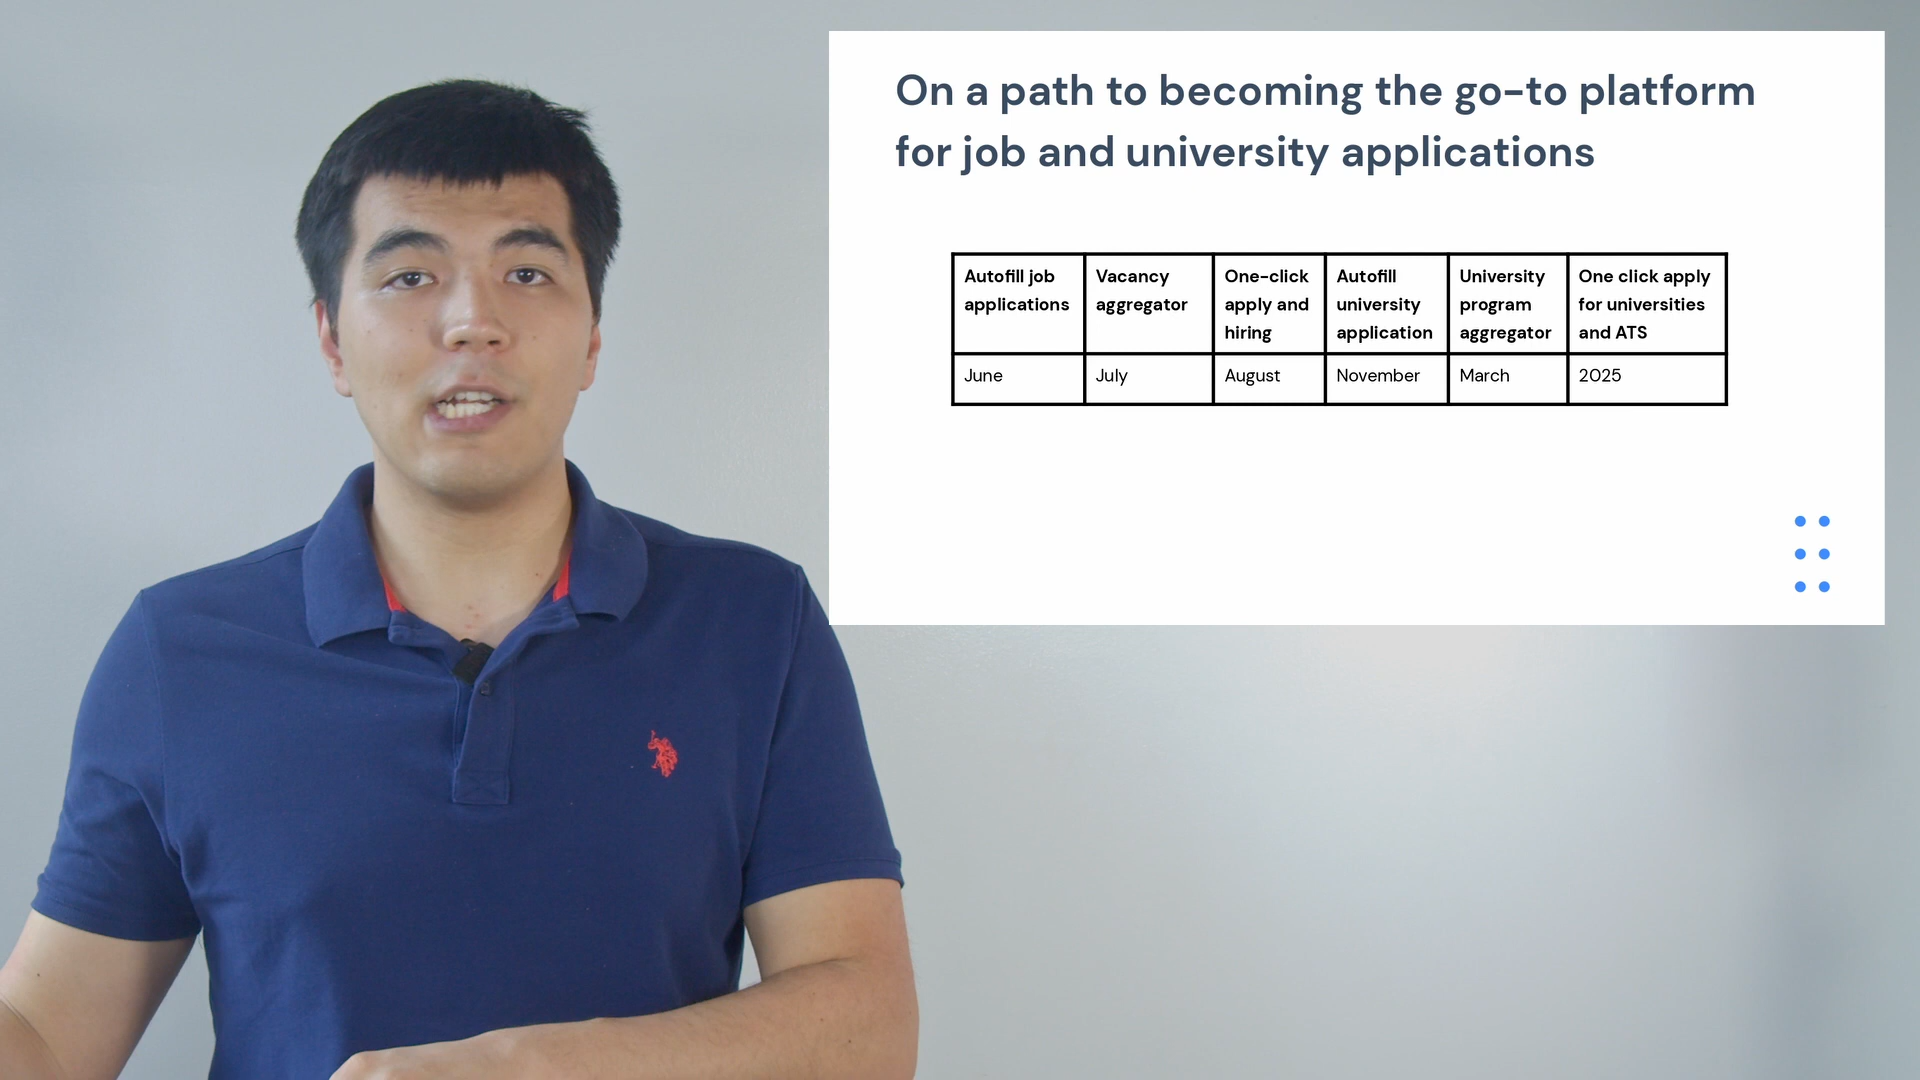 On a path to becoming the go-to platform
for job and university applications
Autofill job
applications
Vacancy
aggregator
One-click
apply and
hiring
Autofill
university
application
University
program
aggregator
One click apply
for universities
and ATS
June
July
August
November
March
2025